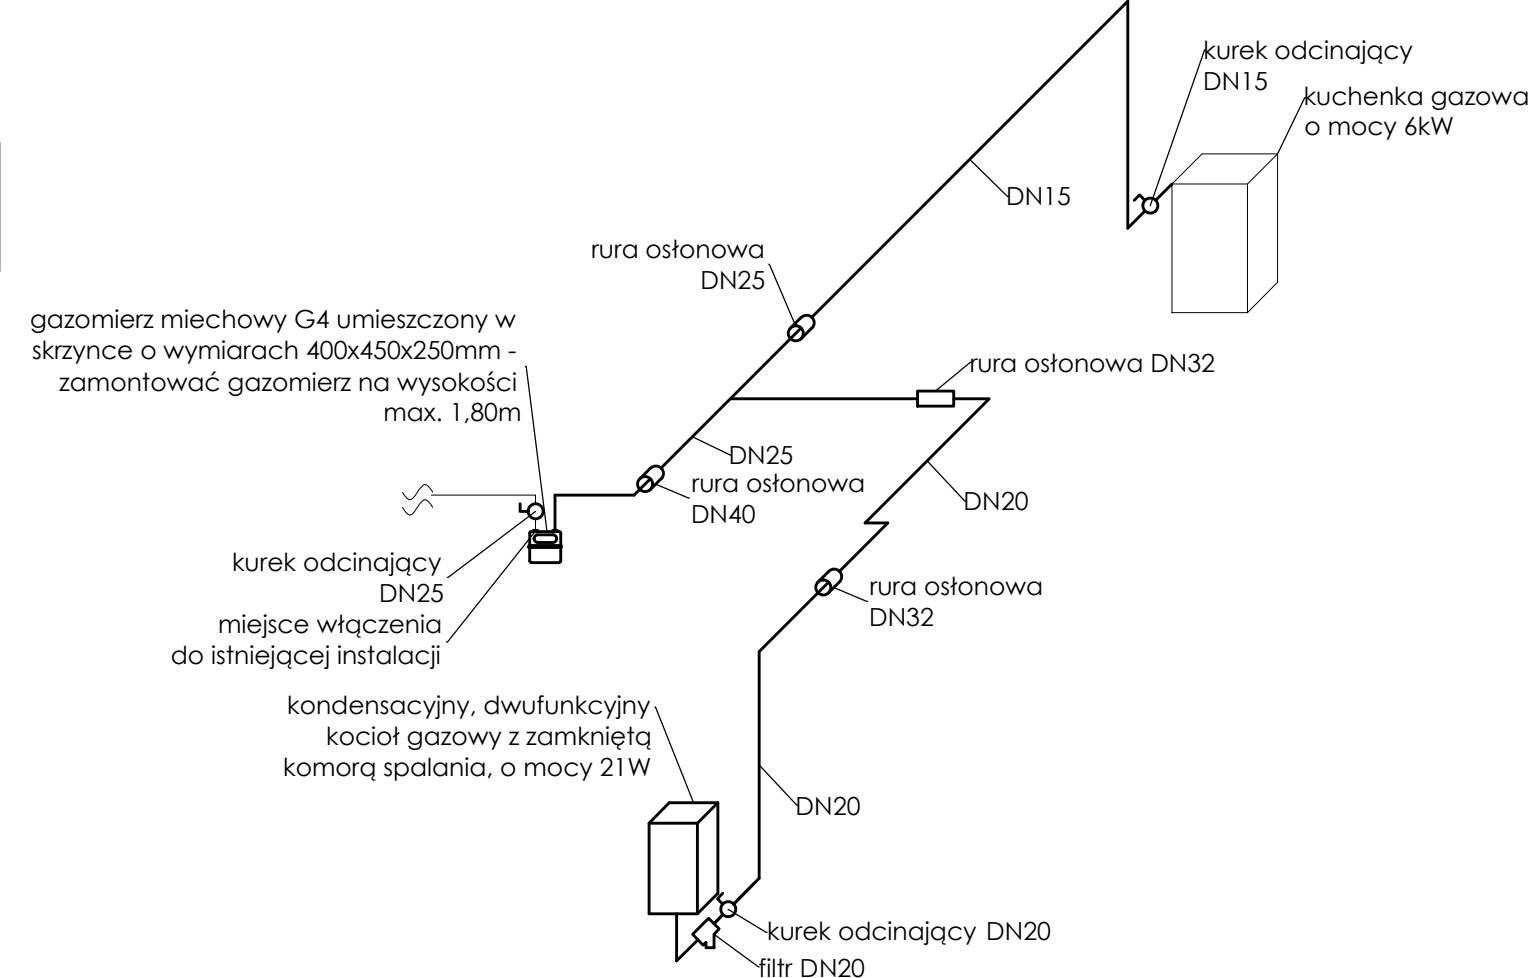 kurek odcinający
DN15
kuchenka gazowa
o mocy 6kW
DN15
rura osłonowa
DN25
gazomierz miechowy G4 umieszczony w
skrzynce o wymiarach 400x450x250mm -
zamontować gazomierz na wysokości
max. 1,80m
rura osłonowa DN32
DN25
rura osłonowa
DN40
DN20
kurek odcinający
DN25
miejsce włączenia
do istniejącej instalacji
rura osłonowa
DN32
kondensacyjny, dwufunkcyjny
kocioł gazowy z zamkniętą
komorą spalania, o mocy 21W
DN20
kurek odcinający DN20
filtr DN20